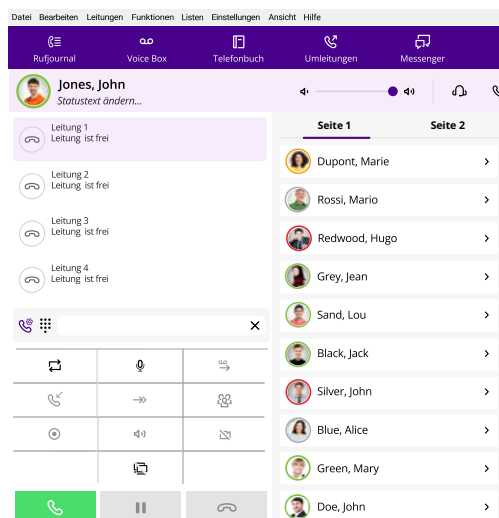 Datei Bearbeiten Leitungen Funktionen Listen Einstellungen Ansicht Hilfe
Rufjournal Voice Box Telefonbuch Umleitungen Messenger
Jones, John
Statustext ändern...
Seite 1 Seite 2
Leitung 1
Leitung ist frei
Leitung 2
Leitung ist frei
Leitung 3
Leitung ist frei
Leitung 4
Leitung ist frei
Dupont, Marie
Rossi, Mario
Redwood, Hugo
Grey, Jean
Sand, Lou
Black, Jack
Silver, John
Blue, Alice
Green, Mary
Doe, John